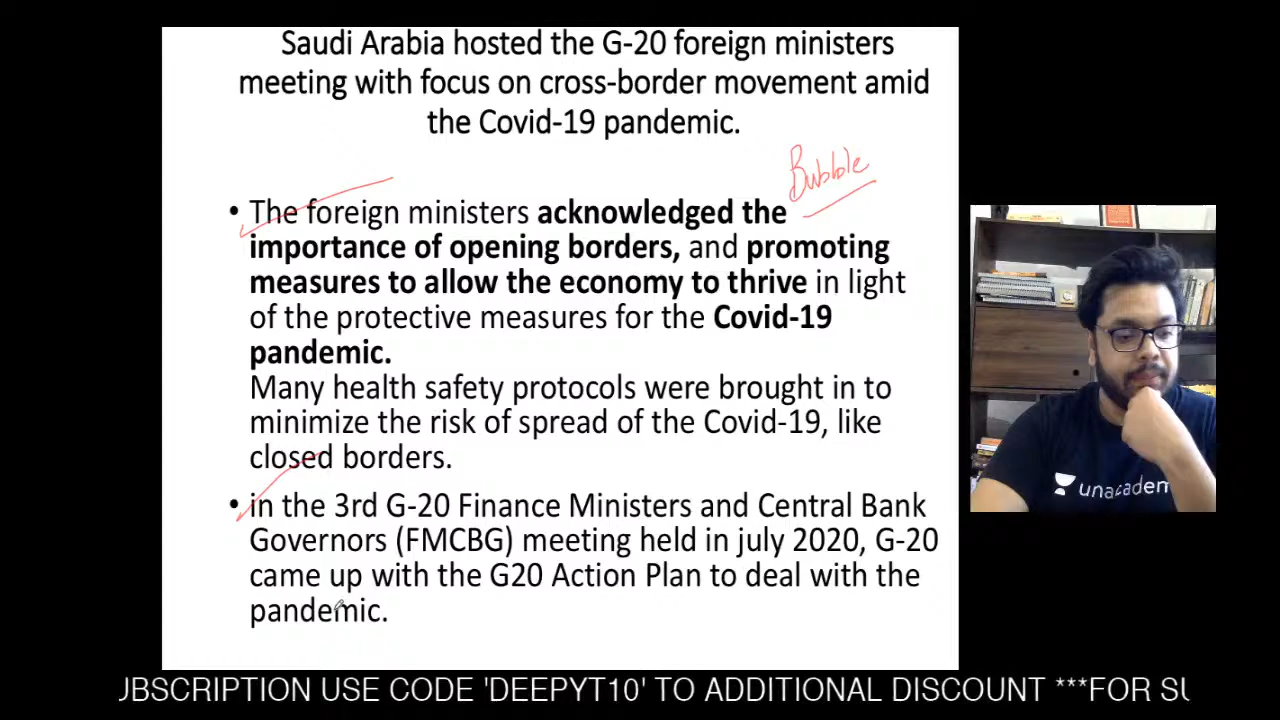 Saudi Arabia hosted the G-20 foreign ministers
meeting with focus on cross-border movement amid
the Covid-19 pandemic.
Bubble
• The foreign ministers acknowledged the
importance of opening borders, and promoting
measures to allow the economy to thrive in light
of the protective measures for the Covid-19
pandemic.
Many health safety protocols were brought in to
minimize the risk of spread of the Covid-19, like
closed borders.
• in the 3rd G-20 Finance Ministers and Central Bank
Governors (FMCBG) meeting held in july 2020, G-20
came up with the G20 Action Plan to deal with the
pandemic.
unacadem
UBSCRIPTION USE CODE 'DEEPYT10' TO ADDITIONAL DISCOUNT ***FOR SU